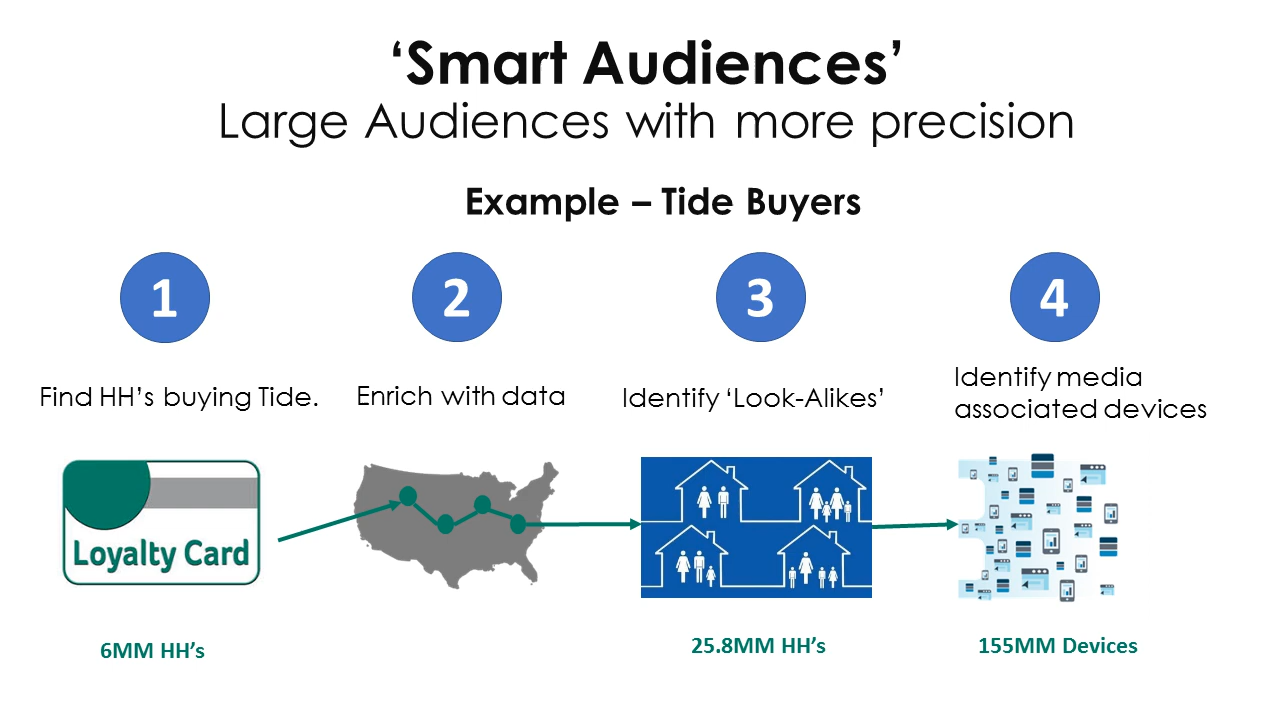 ‘Smart Audiences’
Large Audiences with more precision
Example – Tide Buyers
1
2
3
4
Find HH’s buying Tide.
Enrich with data
Identify ‘Look-Alikes’
Identify media
associated devices
Loyalty Card
6MM HH’s
25.8MM HH’s
155MM Devices